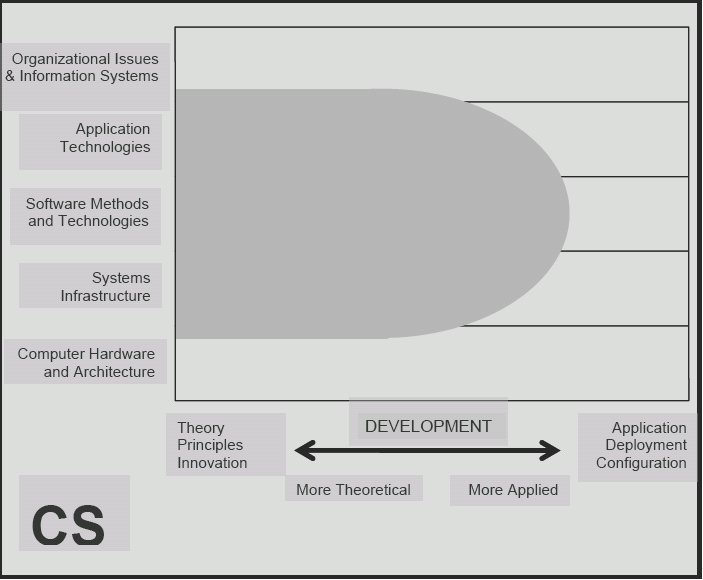 Organizational Issues
& Information Systems
Application
Technologies
Software Methods
and Technologies
Systems
Infrastructure
Computer Hardware
and Architecture
Theory
Principles
Innovation
DEVELOPMENT
Application
Deployment
Configuration
More Theoretical
More Applied
CS